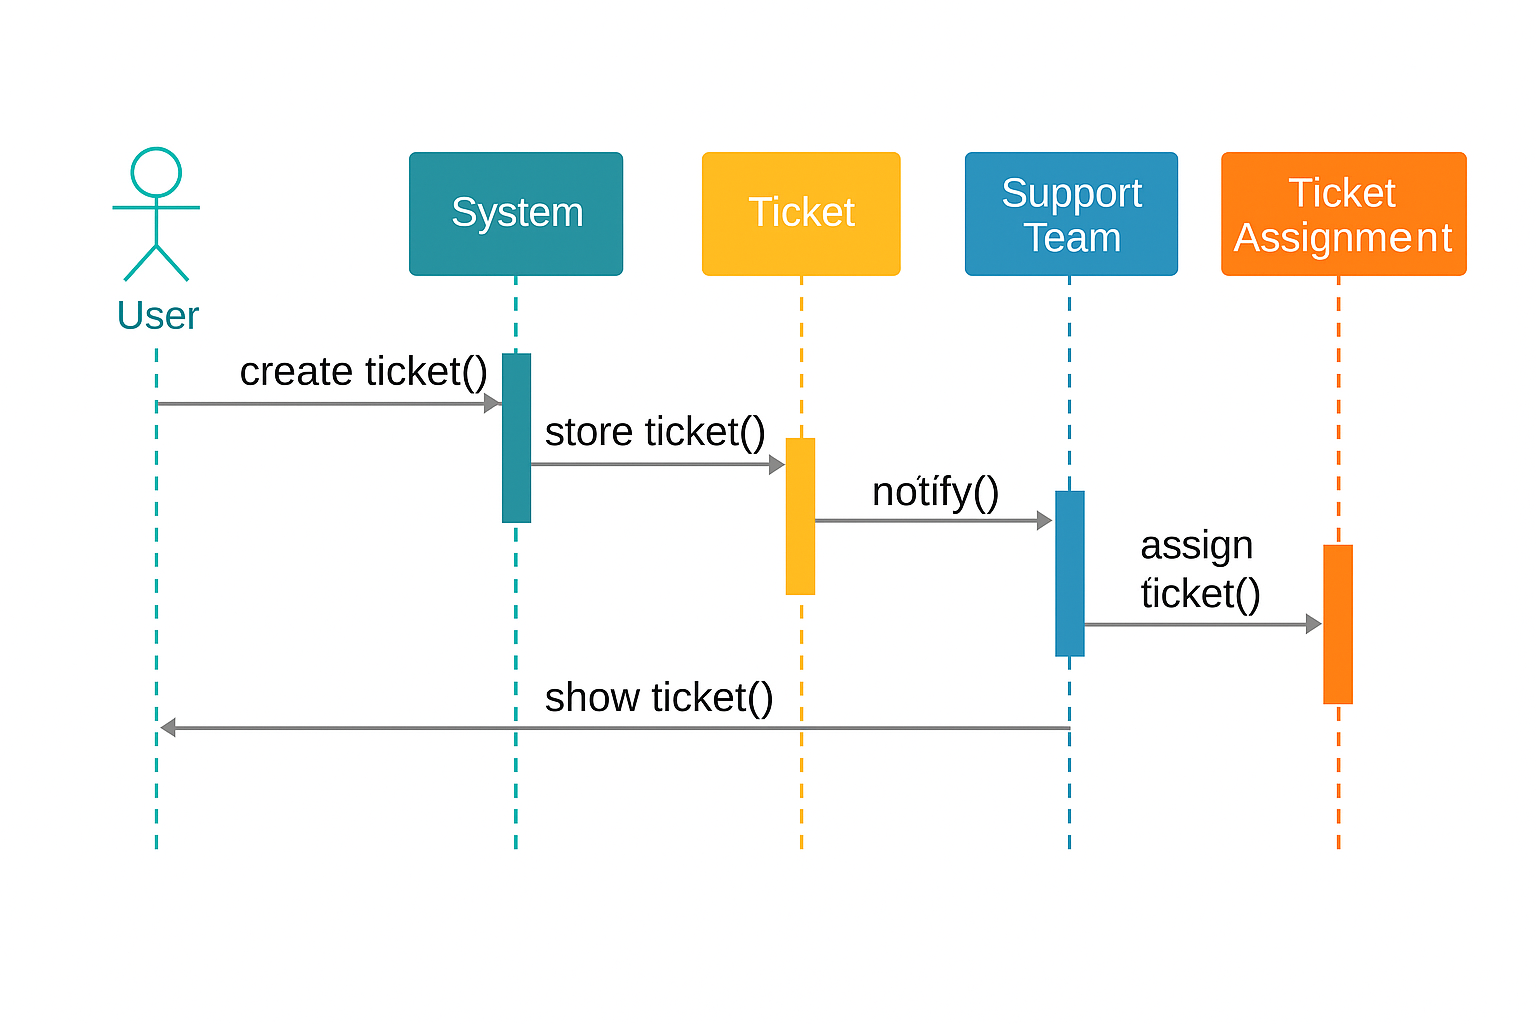 System
Ticket
Support
Team
Ticket
Assignment
User
create ticket()
store ticket()
notify()
assign
ticket()
show ticket()